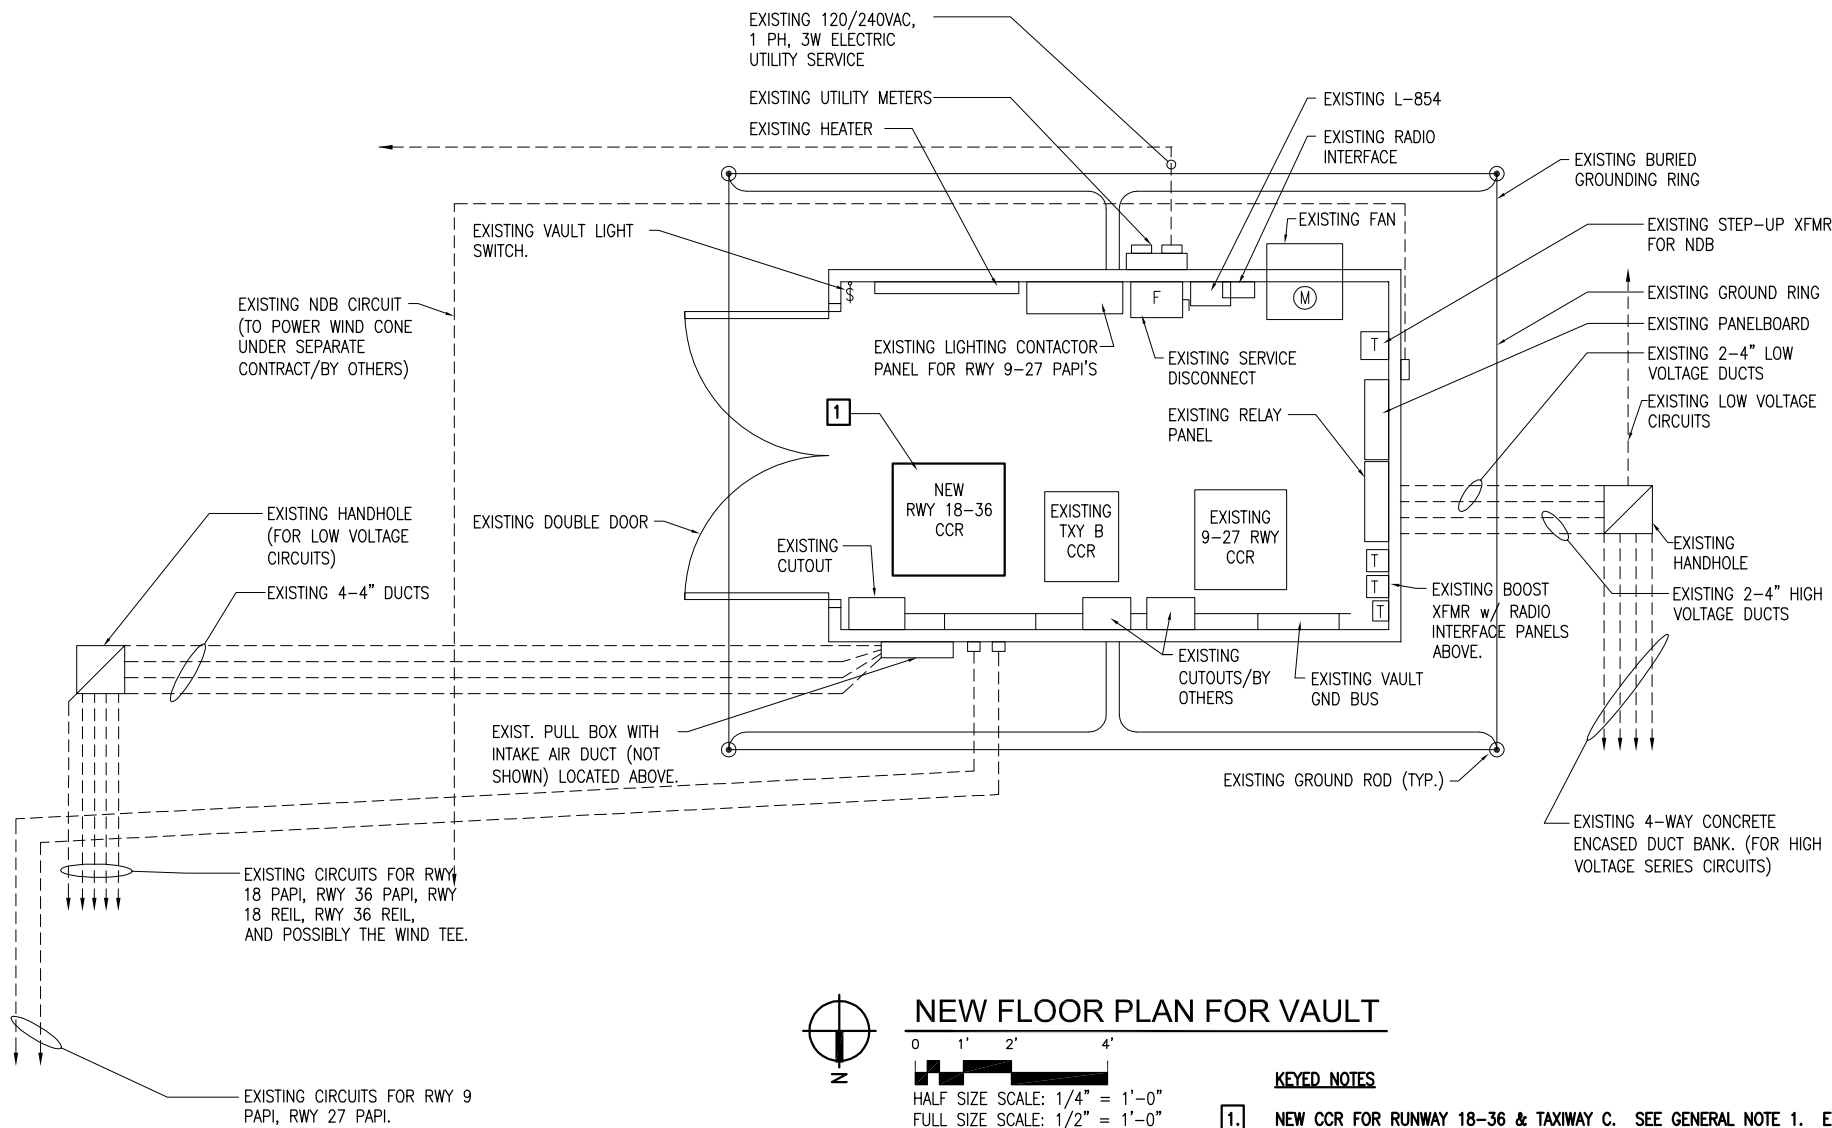 EXISTING 120/240VAC,
1 PH, 3W ELECTRIC
UTILITY SERVICE
EXISTING UTILITY METERS
EXISTING HEATER
EXISTING L-854
EXISTING RADIO
INTERFACE
EXISTING BURIED
GROUNDING RING
EXISTING VAULT LIGHT
SWITCH.
EXISTING FAN
EXISTING STEP-UP XFMR
FOR NDB
EXISTING NDB CIRCUIT
(TO POWER WIND CONE
UNDER SEPARATE
CONTRACT/BY OTHERS)
$
F
M
T
EXISTING GROUND RING
EXISTING PANELBOARD
EXISTING 2-4" LOW
VOLTAGE DUCTS
EXISTING LOW VOLTAGE
CIRCUITS
EXISTING LIGHTING CONTACTOR
PANEL FOR RWY 9-27 PAPI'S
EXISTING SERVICE
DISCONNECT
EXISTING RELAY
PANEL
1
NEW
RWY 18-36
CCR
EXISTING
TXY B
CCR
EXISTING
9-27 RWY
CCR
EXISTING DOUBLE DOOR
EXISTING
CUTOUT
EXISTING HANDHOLE
(FOR LOW VOLTAGE
CIRCUITS)
EXISTING 4-4" DUCTS
EXISTING
HANDHOLE
EXISTING 2-4" HIGH
VOLTAGE DUCTS
T
T
T
EXISTING BOOST
XFMR w/ RADIO
INTERFACE PANELS
ABOVE.
EXISTING
CUTOUTS/BY
OTHERS
EXISTING VAULT
GND BUS
EXIST. PULL BOX WITH
INTAKE AIR DUCT (NOT
SHOWN) LOCATED ABOVE.
EXISTING GROUND ROD (TYP.)
EXISTING 4-WAY CONCRETE
ENCASED DUCT BANK. (FOR HIGH
VOLTAGE SERIES CIRCUITS)
EXISTING CIRCUITS FOR RWY
18 PAPI, RWY 36 PAPI, RWY
18 REIL, RWY 36 REIL,
AND POSSIBLY THE WIND TEE.
EXISTING CIRCUITS FOR RWY 9
PAPI, RWY 27 PAPI.
N
NEW FLOOR PLAN FOR VAULT
0 1' 2' 4'
HALF SIZE SCALE: 1/4" = 1'-0"
FULL SIZE SCALE: 1/2" = 1'-0"
KEYED NOTES
1. NEW CCR FOR RUNWAY 18-36 & TAXIWAY C. SEE GENERAL NOTE 1. E